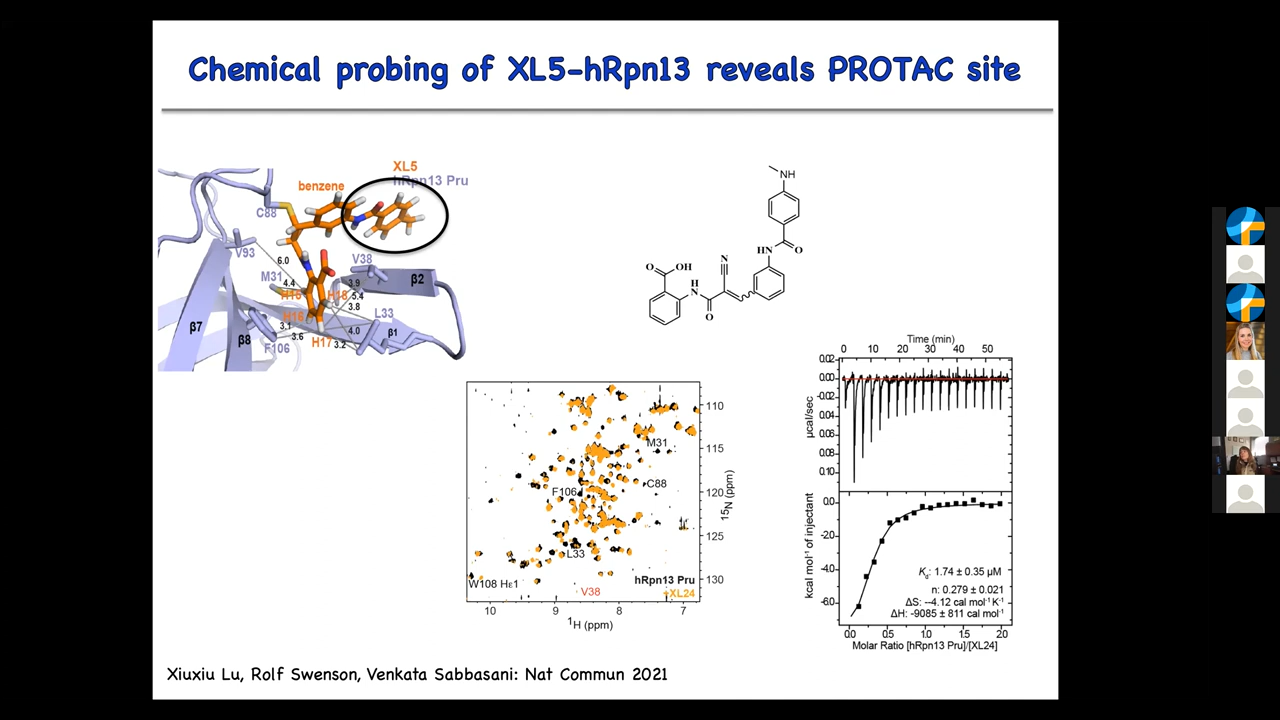 Chemical probing of XL5-hRpn13 reveals PROTAC site
XL5
hRpn13 Pru
benzene
C88
V93
6.0
V38
M31
4.4
3.9
β2
H15
H18
5.4
3.8
H16
L33
β7
3.1
4.0
β1
β8
3.6
F106
H17
3.2
NH
HN
O
N
O
OH
H
N
O
Time (min)
0 10 20 30 40 50
0.02
0.00
-0.02
0.04
0.06
0.08
0.10
µcal/sec
0.0
-20
-40
-60
kcal mol-1 of injectant
Kd: 1.74 ± 0.35 µM
n: 0.279 ± 0.021
ΔS: --4.12 cal mol-1 K-1
ΔH: -9085 ± 811 cal mol-1
0.0 0.5 1.0 1.5 2.0
Molar Ratio [hRpn13 Pru]/[XL24]
110
115
120
125
130
15N (ppm)
M31
C88
F106
L33
W108 Hε1
V38
hRpn13 Pru
+XL24
10 9 8 7
1H (ppm)
Xiuxiu Lu, Rolf Swenson, Venkata Sabbasani: Nat Commun 2021